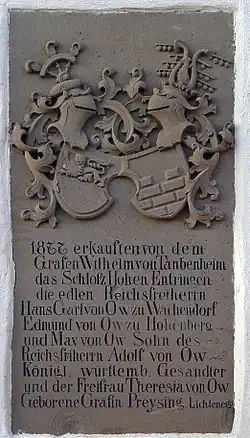 1877 erkauften von dem
Grafen Wilhelm von Taubenheim
das Schloß Hohen Entringen
die edlen Reichsfreiherrn
Hans Carl von Ow zu Wachendorf
Edmund von Ow zu Hohenberg
und Max von Ow Sohn des
Reichsfriherrn Adolf von Ow
Königl. württemb. Gesandter
und der Freifrau Theresia von Ow
Geborene Gräfin Preysing Lichteneg